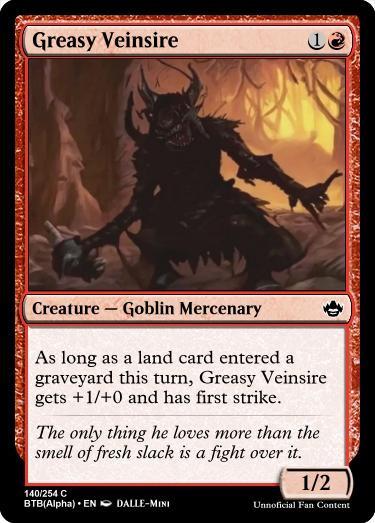 Greasy Veinsire 1
Creature — Goblin Mercenary
As long as a land card entered a
graveyard this turn, Greasy Veinsire
gets +1/+0 and has first strike.
The only thing he loves more than the
smell of fresh slack is a fight over it.
1/2
140/254 C
BTB(Alpha) • EN DALLE-Mini
Unnoficial Fan Content